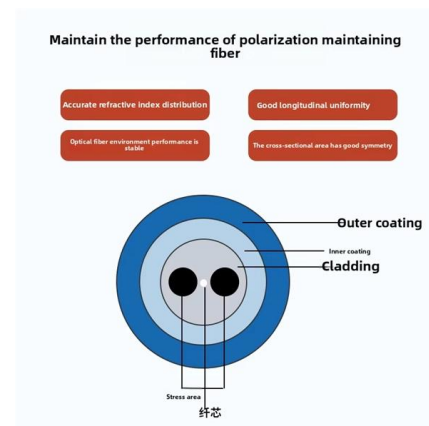 Maintain the performance of polarization maintaining
fiber
Accurate refractive index distribution
Good longitudinal uniformity
Optical fiber environment performance is
stable
The cross-sectional area has good symmetry
Outer coating
Inner coating
Cladding
Stress area
纤芯